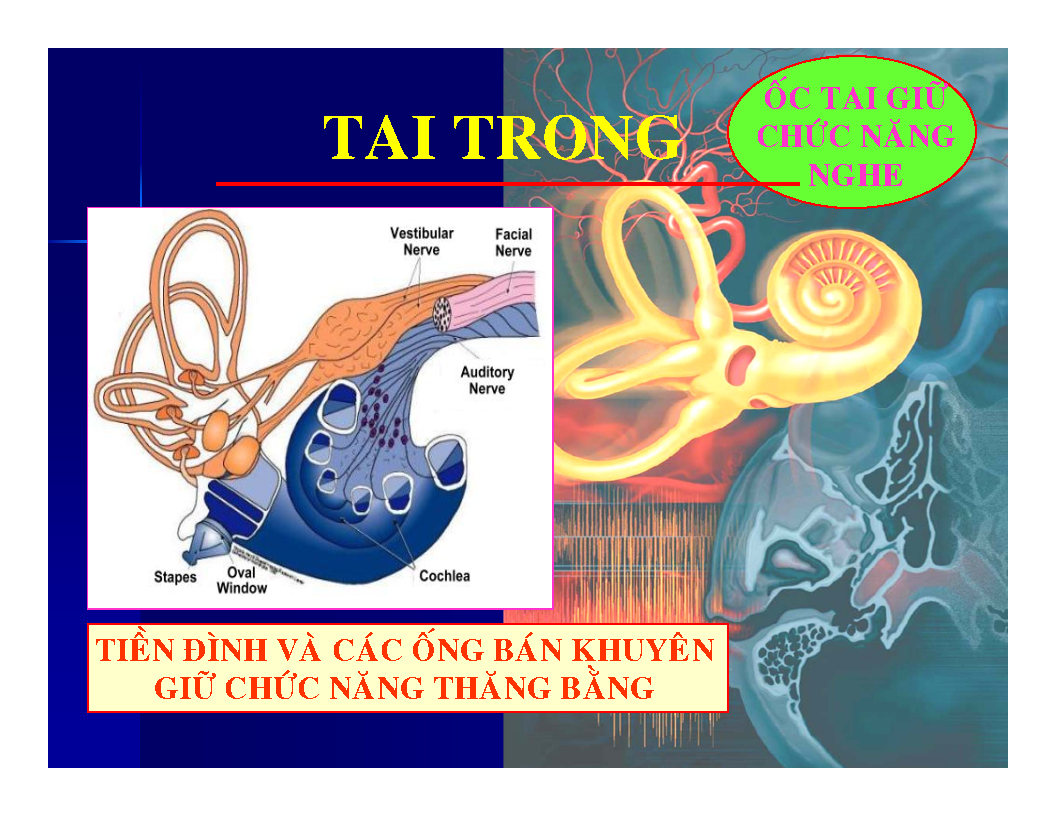 ỐC TAI GIỮ
CHỨC NĂNG
NGHE
TAI TRONG
Vestibular
Nerve
Facial
Nerve
Auditory
Nerve
Stapes
Oval
Window
Cochlea
TIỀN ĐÌNH VÀ CÁC ỐNG BÁN KHUYÊN
GIỮ CHỨC NĂNG THĂNG BẰNG